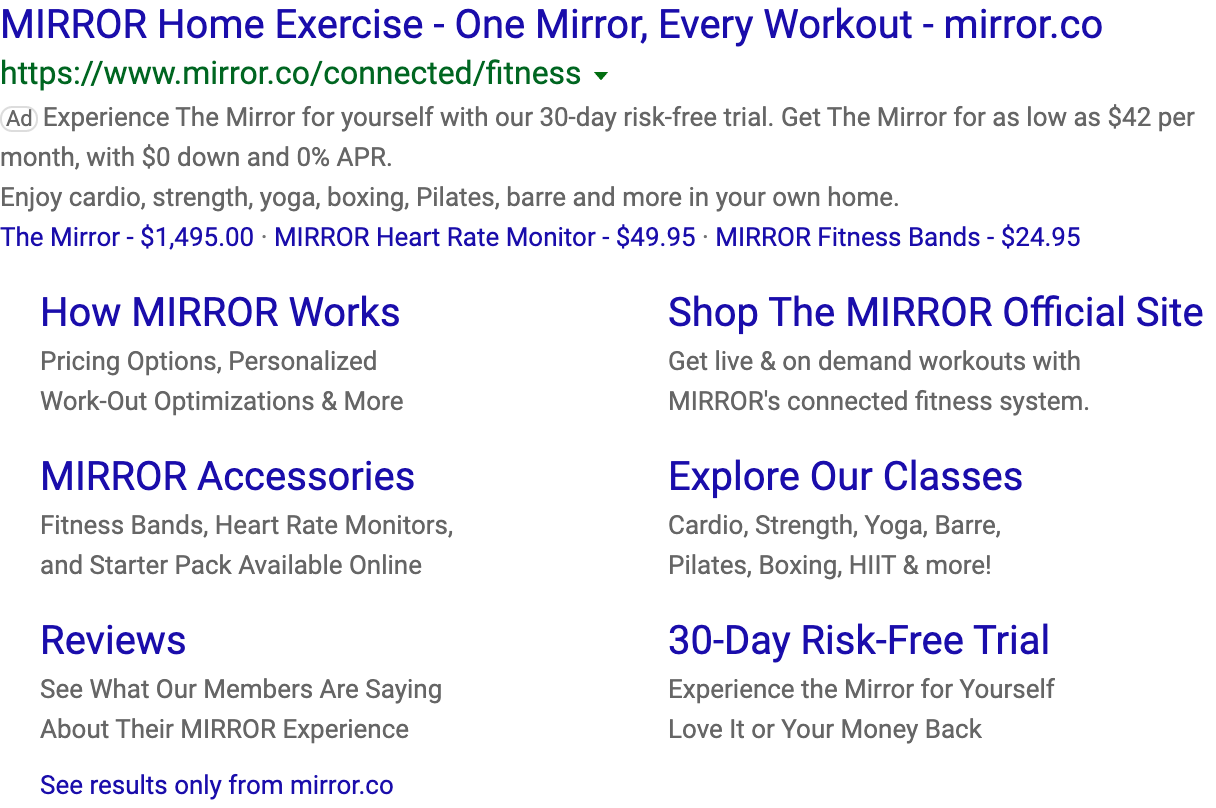 MIRROR Home Exercise - One Mirror, Every Workout - mirror.co
https://www.mirror.co/connected/fitness
Ad Experience The Mirror for yourself with our 30-day risk-free trial. Get The Mirror for as low as $42 per
month, with $0 down and 0% APR.
Enjoy cardio, strength, yoga, boxing, Pilates, barre and more in your own home.
The Mirror - $1,495.00 · MIRROR Heart Rate Monitor - $49.95 · MIRROR Fitness Bands - $24.95
How MIRROR Works
Pricing Options, Personalized
Work-Out Optimizations & More
Shop The MIRROR Official Site
Get live & on demand workouts with
MIRROR's connected fitness system.
MIRROR Accessories
Fitness Bands, Heart Rate Monitors,
and Starter Pack Available Online
Explore Our Classes
Cardio, Strength, Yoga, Barre,
Pilates, Boxing, HIIT & more!
Reviews
See What Our Members Are Saying
About Their MIRROR Experience
30-Day Risk-Free Trial
Experience the Mirror for Yourself
Love It or Your Money Back
See results only from mirror.co